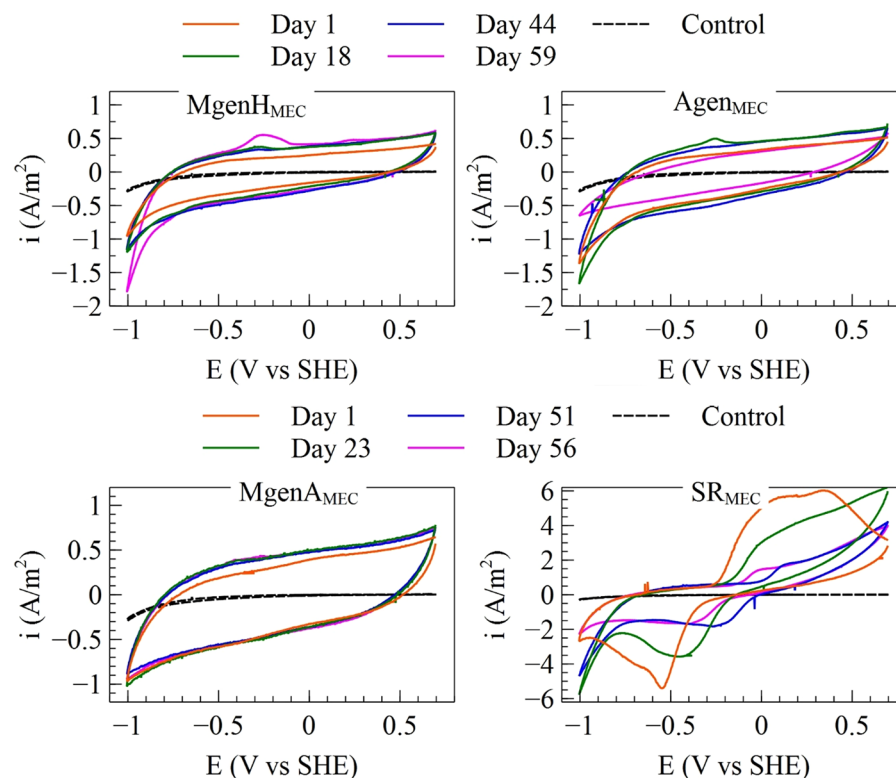 Day 1 Day 44 Control
Day 18 Day 59
MgenHMEC
i (A/m²)
1
0.5
0
−0.5
−1
−1.5
−2
−1 −0.5 0 0.5
E (V vs SHE)
AgenMEC
i (A/m²)
1
0.5
0
−0.5
−1
−1.5
−2
−1 −0.5 0 0.5
E (V vs SHE)
Day 1 Day 51 Control
Day 23 Day 56
MgenAMEC
i (A/m²)
1
0.5
0
−0.5
−1
−1 −0.5 0 0.5
E (V vs SHE)
SRMEC
i (A/m²)
6
4
2
0
−2
−4
−6
−1 −0.5 0 0.5
E (V vs SHE)